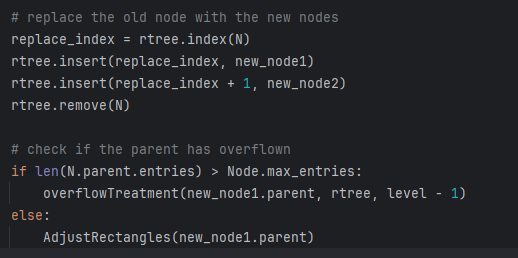 # replace the old node with the new nodes
replace_index = rtree.index(N)
rtree.insert(replace_index, new_node1)
rtree.insert(replace_index + 1, new_node2)
rtree.remove(N)

# check if the parent has overflown
if len(N.parent.entries) > Node.max_entries:
    overflowTreatment(new_node1.parent, rtree, level - 1)
else:
    AdjustRectangles(new_node1.parent)